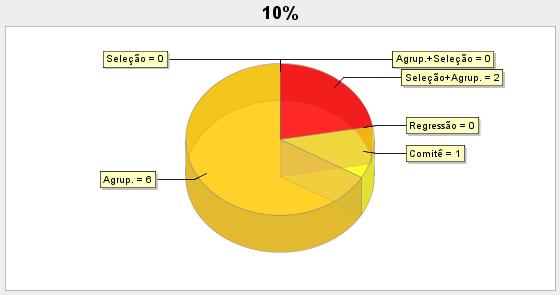 10%
Seleção = 0
Agrup.+Seleção = 0
Seleção+Agrup. = 2
Regressão = 0
Comitê = 1
Agrup. = 6